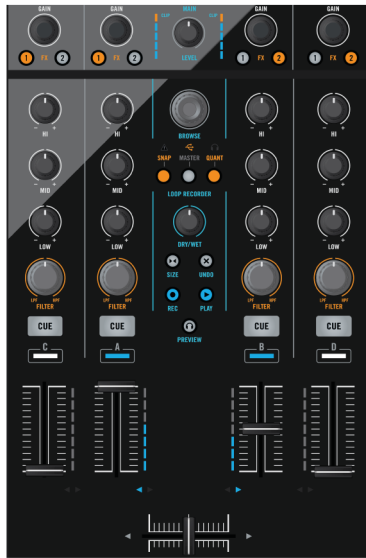 GAIN GAIN MAIN GAIN GAIN
CLIP CLIP
1 FX 2 1 FX 2 LEVEL 1 FX 2 1 FX 2
HI HI BROWSE HI HI
SNAP MASTER QUANT
MID MID MID MID
LOOP RECORDER
LOW LOW DRY/WET LOW LOW
SIZE UNDO
LPF HPF LPF HPF LPF HPF LPF HPF
FILTER FILTER REC PLAY FILTER FILTER
CUE CUE CUE CUE
PREVIEW
C A B D